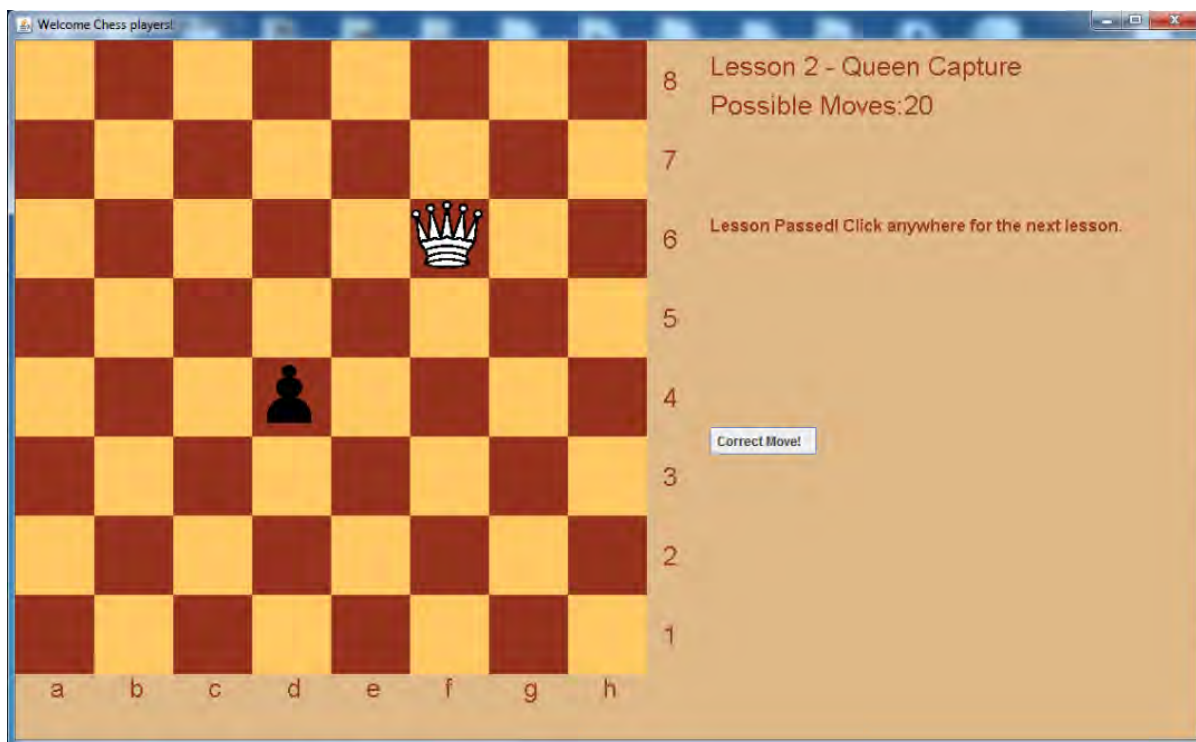 Welcome Chess players!
8
Lesson 2 - Queen Capture
Possible Moves:20
7
6
Lesson Passed! Click anywhere for the next lesson.
5
4
Correct Move!
3
2
1
a b c d e f g h